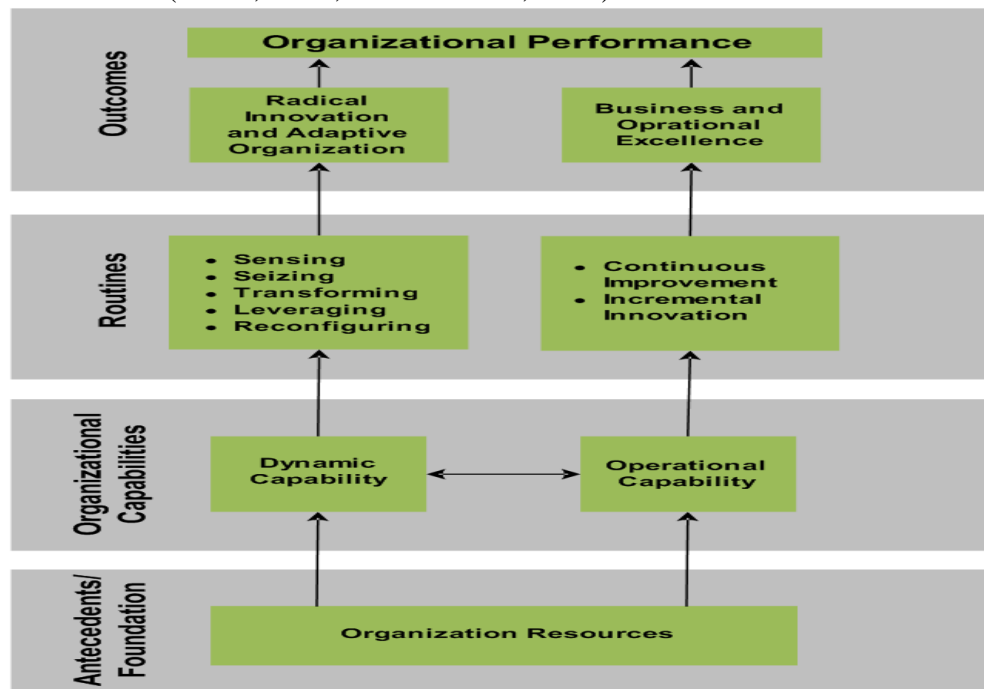 Organizational Performance
Outcomes
Radical
Innovation
and Adaptive
Organization
Business and
Oprational
Excellence
Routines
• Sensing
• Seizing
• Transforming
• Leveraging
• Reconfiguring
• Continuous
Improvement
• Incremental
Innovation
Organizational
Capabilities
Dynamic
Capability
Operational
Capability
Antecedents/
Foundation
Organization Resources